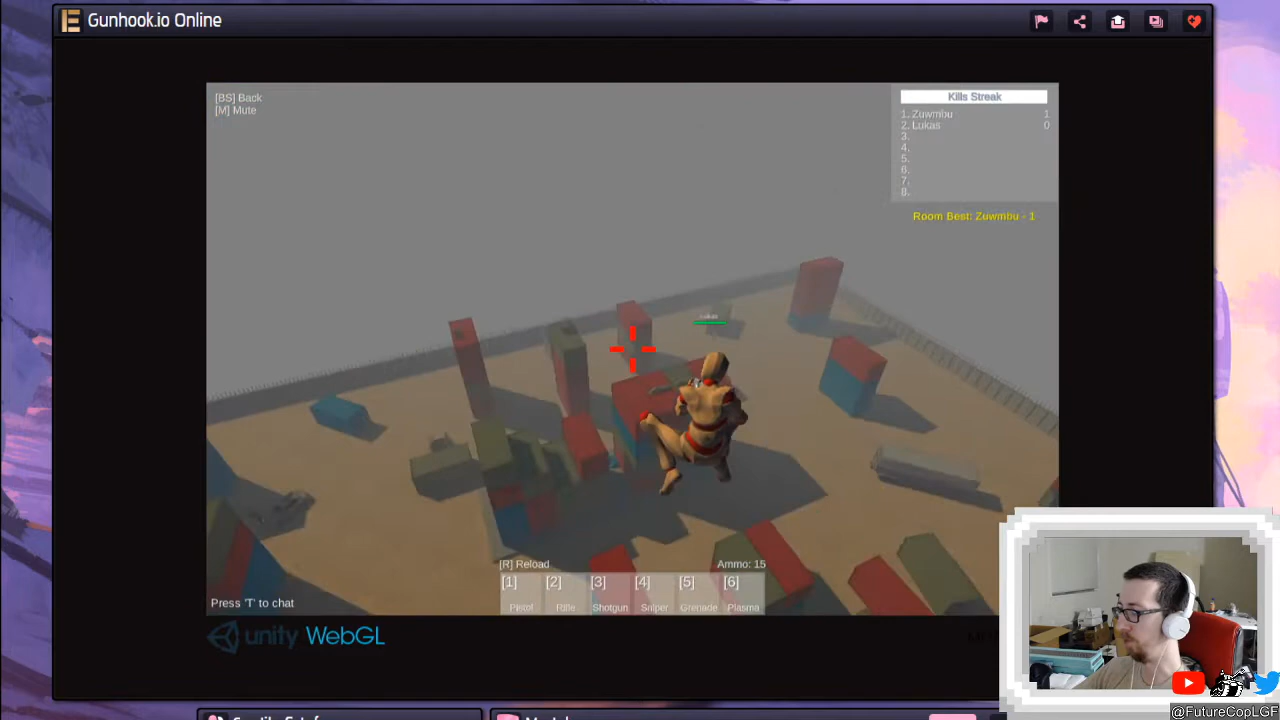 Gunhook.io Online
[BS] Back
[M] Mute
Kills Streak
1. Zuwmbu 1
2. Lukas 0
3.
4.
5.
6.
7.
8.
Room Best: Zuwmbu - 1
Lukas
[R] Reload
Ammo: 15
[1] [2] [3] [4] [5] [6]
Pistol Rifle Shotgun Sniper Grenade Plasma
Press 'T' to chat
unity WebGL
@FutureCopLGF